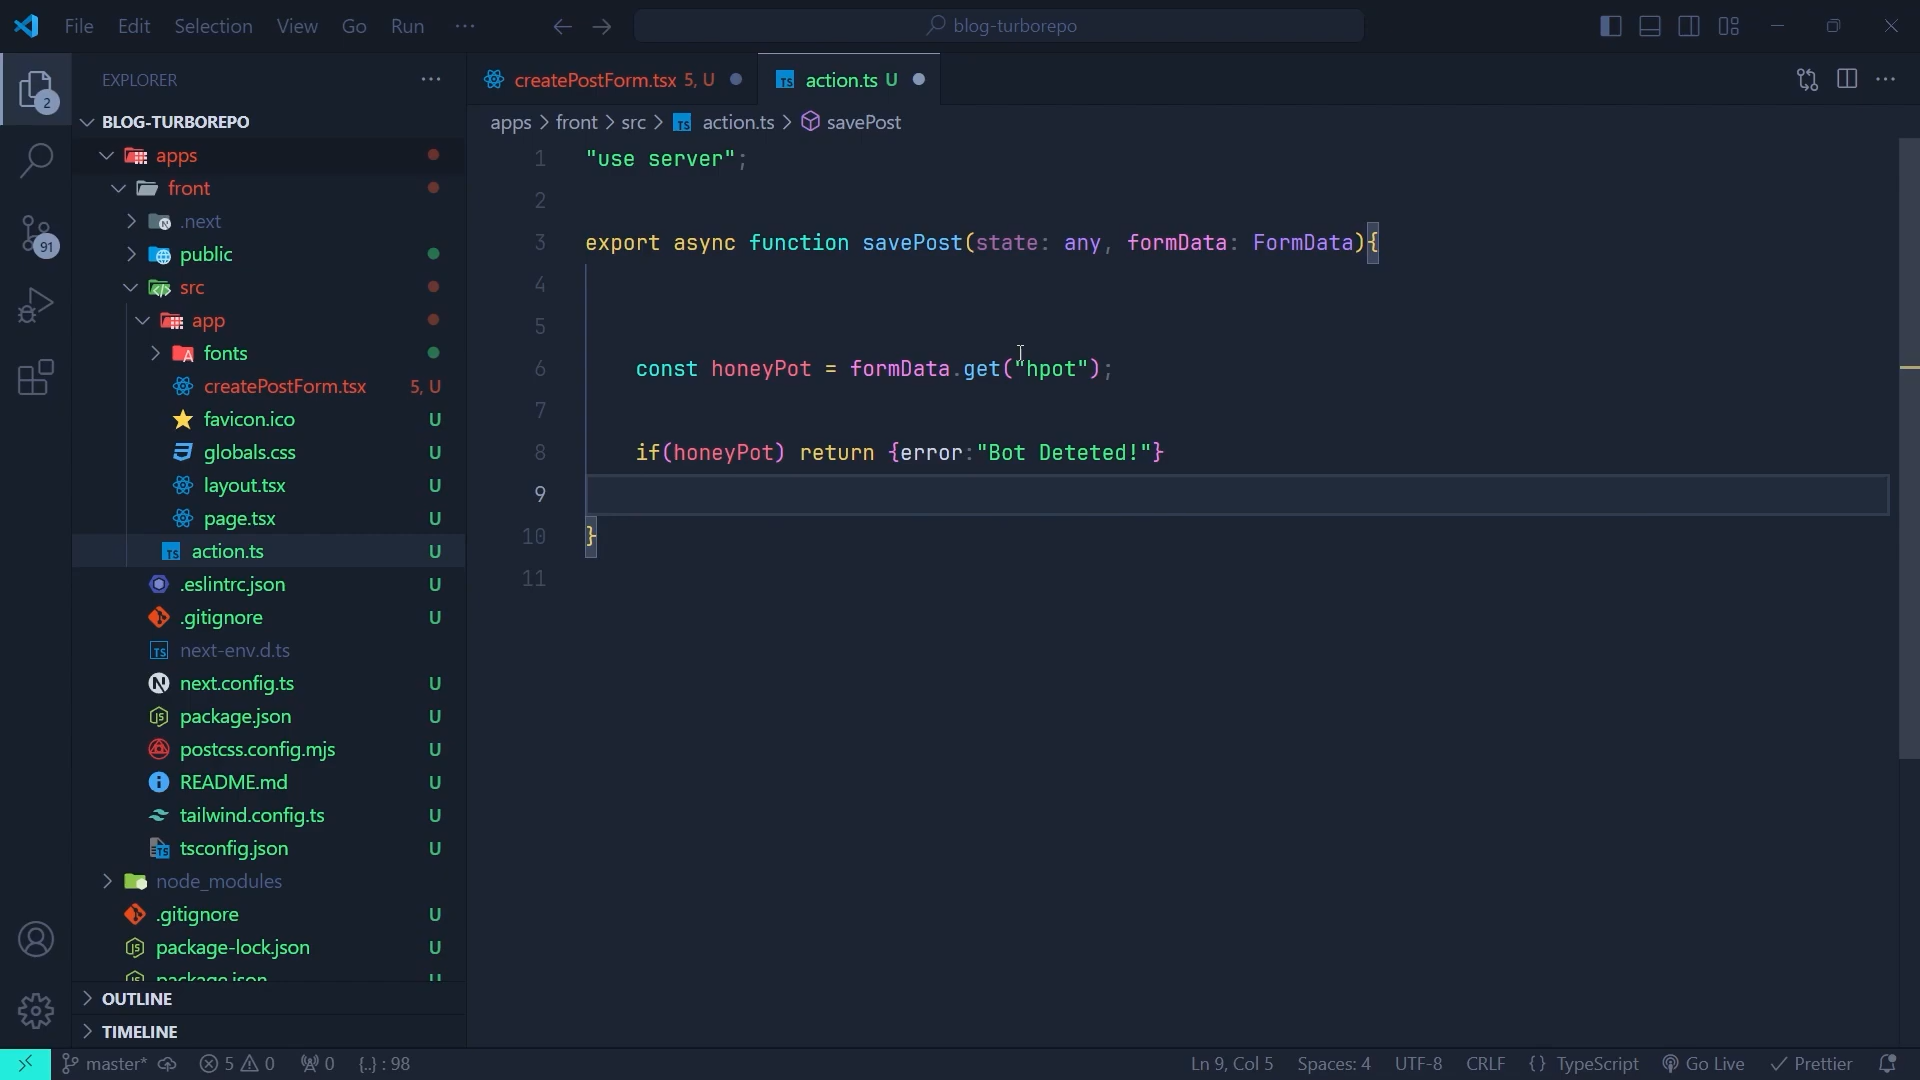 File Edit Selection View Go Run ···
blog-turborepo
EXPLORER
createPostForm.tsx 5, U
action.ts U
apps > front > src > action.ts > savePost
BLOG-TURBOREPO
apps
front
.next
public
src
app
fonts
createPostForm.tsx 5, U
favicon.ico U
globals.css U
layout.tsx U
page.tsx U
action.ts U
.eslintrc.json U
.gitignore U
next-env.d.ts
next.config.ts U
package.json U
postcss.config.mjs U
README.md U
tailwind.config.ts U
tsconfig.json U
node_modules
.gitignore U
package-lock.json U
package.json U
OUTLINE
TIMELINE
2
91
1 "use server";
2
3 export async function savePost(state: any, formData: FormData){
4
5
6 const honeyPot = formData.get("hpot");
7
8 if(honeyPot) return {error:"Bot Deteted!"}
9
10 }
11
master* 5 0 0 {..} : 98
Ln 9, Col 5 Spaces: 4 UTF-8 CRLF {} TypeScript Go Live Prettier